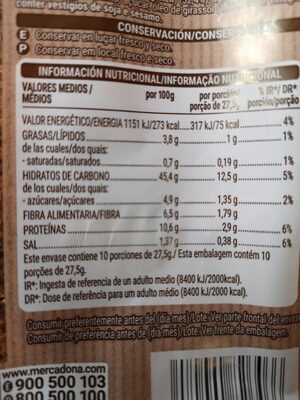 conter vestígios de soja e sésamo.
CONSERVACIÓN/CONSER
E Conservar en lugar fresco y seco.
P Conservar em local fresco e seco.
INFORMACIÓN NUTRICIONAL/INFORMAÇÃO NUTRICIONAL
VALORES MEDIOS / MÉDIOS por 100g por porción/porção de 27,5g % IR*/ DR* porción/porção
VALOR ENERGÉTICO/ENERGIA 1151 kJ/273 kcal 317 kJ/75 kcal 4%
GRASAS/LÍPIDOS 3,8 g 1 g 1%
de las cuales/dos quais:
- saturadas/saturados 0,7 g 0,19 g 1%
HIDRATOS DE CARBONO 45,4 g 12,5 g 5%
de los cuales/dos quais:
- azúcares/açúcares 4,9 g 1,35 g 2%
FIBRA ALIMENTARIA/FIBRA 6,5 g 1,79 g
PROTEÍNAS 10,6 g 2,9 g 6%
SAL 1,37 g 0,38 g 6%
Este envase contiene 10 porciones de 27,5g./ Esta embalagem contém 10
porções de 27,5g.
IR*: Ingesta de referencia de un adulto medio (8400 kJ/2000kcal).
DR*: Dose de referência para um adulto médio (8400 kJ/2000 kcal).
Consumir preferentemente antes del (día/mes)/Lote: Ver parte frontal del envase
Consumir de preferência antes de (dia/mês)/Lote: Ver frente da embalagem.
www.mercadona.com
E 900 500 103
P 800 500 100